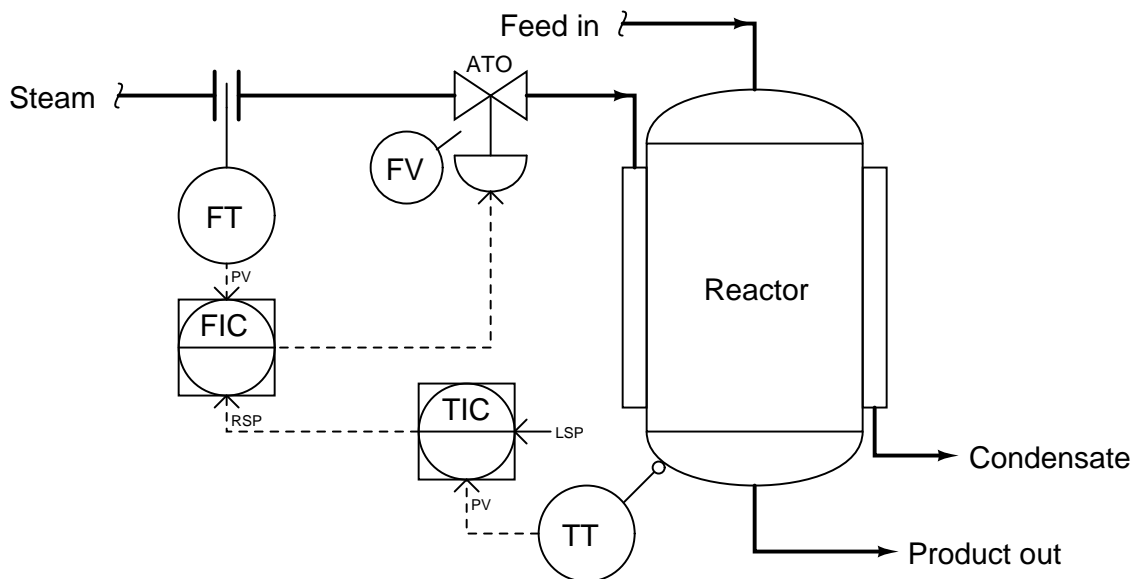 Feed in
ATO
Steam
FV
FT
PV
Reactor
FIC
TIC
RSP
LSP
Condensate
PV
TT
Product out